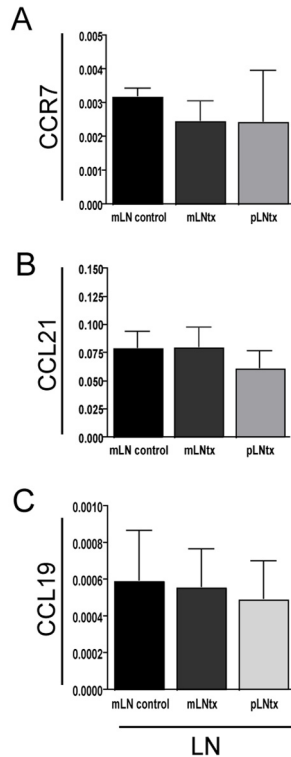 A
CCR7
0.005
0.004
0.003
0.002
0.001
0.000
mLN control mLNtx pLNtx
B
CCL21
0.150
0.125
0.100
0.075
0.050
0.025
0.000
mLN control mLNtx pLNtx
C
CCL19
0.0010
0.0008
0.0006
0.0004
0.0002
0.0000
mLN control mLNtx pLNtx
LN